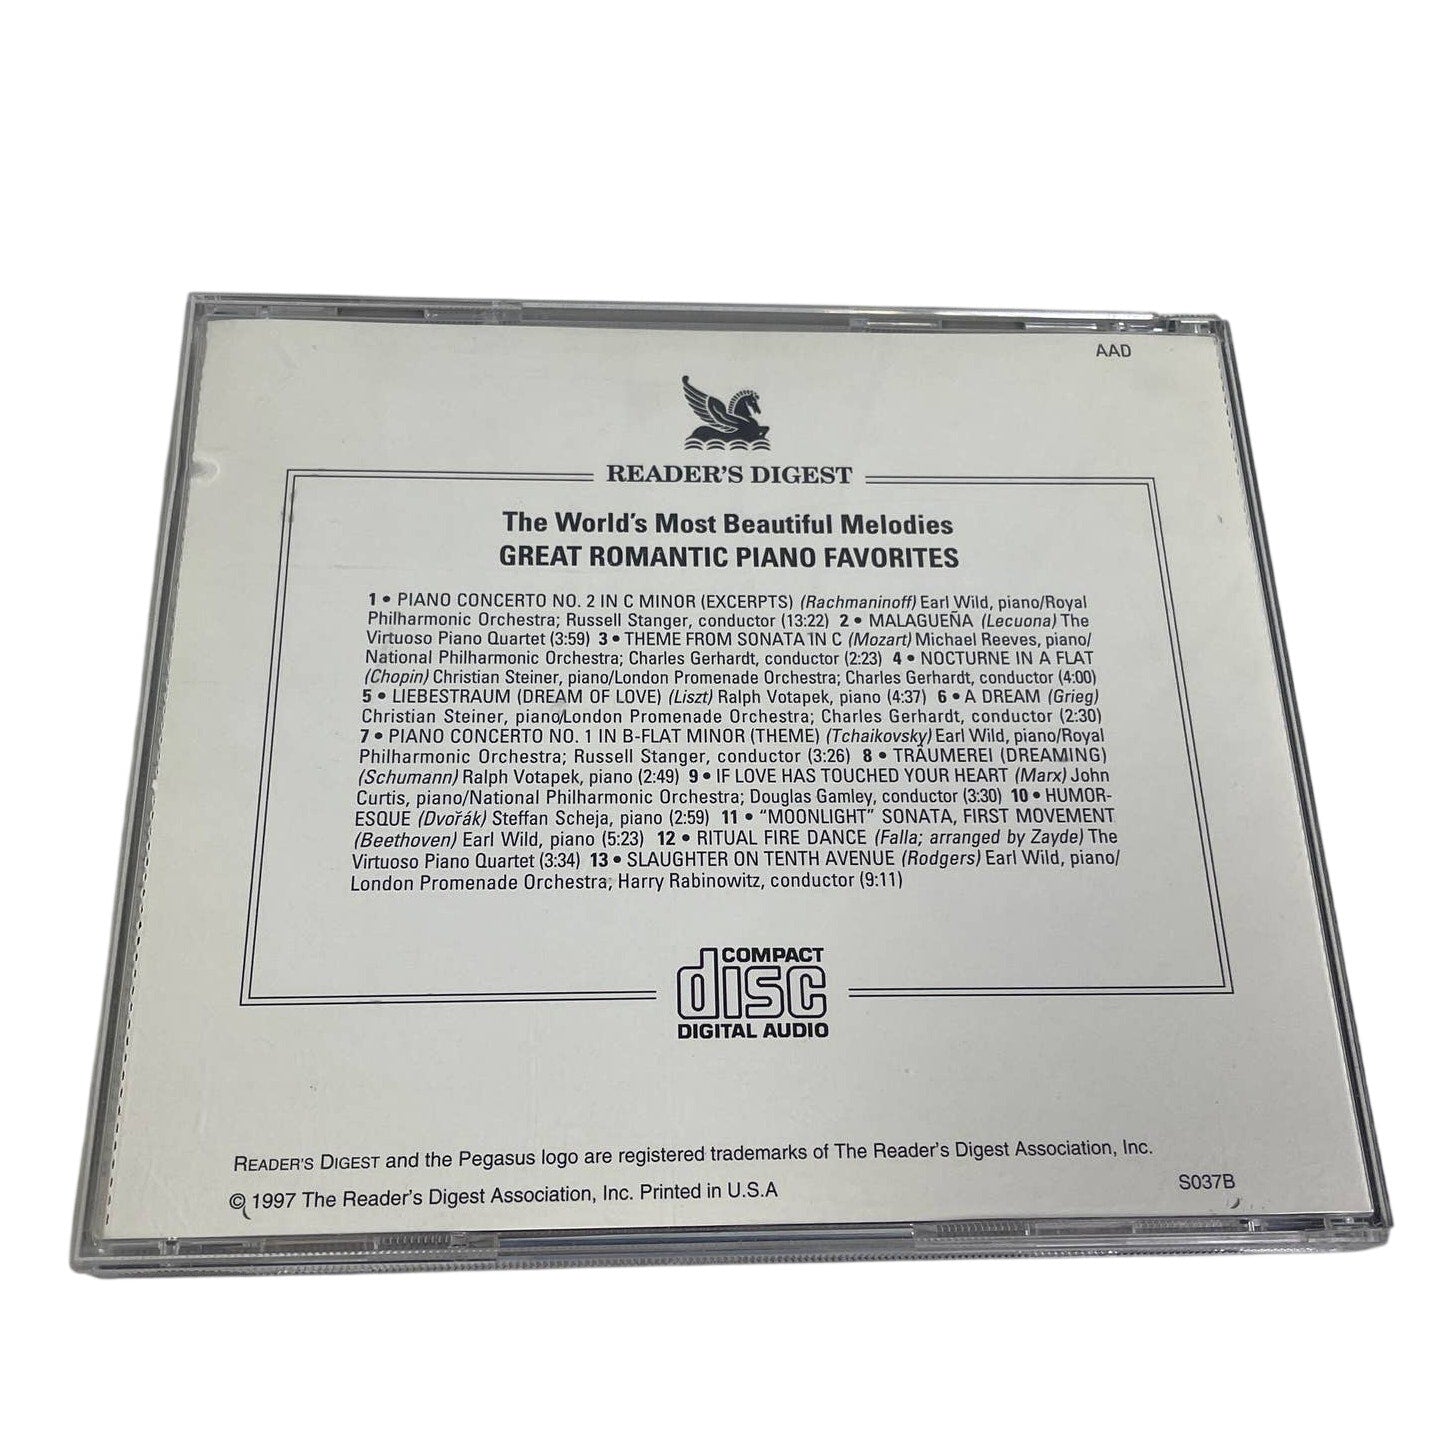 AAD
READER'S DIGEST
The World's Most Beautiful Melodies
GREAT ROMANTIC PIANO FAVORITES
1 • PIANO CONCERTO NO. 2 IN C MINOR (EXCERPTS) (Rachmaninoff) Earl Wild, piano/Royal
Philharmonic Orchestra; Russell Stanger, conductor (13:22) 2 • MALAGUEÑA (Lecuona) The
Virtuoso Piano Quartet (3:59) 3 • THEME FROM SONATA IN C (Mozart) Michael Reeves, piano/
National Philharmonic Orchestra; Charles Gerhardt, conductor (2:23) 4 • NOCTURNE IN A FLAT
(Chopin) Christian Steiner, piano/London Promenade Orchestra; Charles Gerhardt, conductor (4:00)
5 • LIEBESTRAUM (DREAM OF LOVE) (Liszt) Ralph Votapek, piano (4:37) 6 • A DREAM (Grieg)
Christian Steiner, piano/London Promenade Orchestra; Charles Gerhardt, conductor (2:30)
7 • PIANO CONCERTO NO. 1 IN B-FLAT MINOR (THEME) (Tchaikovsky) Earl Wild, piano/Royal
Philharmonic Orchestra; Russell Stanger, conductor (3:26) 8 • TRÄUMEREI (DREAMING)
(Schumann) Ralph Votapek, piano (2:49) 9 • IF LOVE HAS TOUCHED YOUR HEART (Marx) John
Curtis, piano/National Philharmonic Orchestra; Douglas Gamley, conductor (3:30) 10 • HUMOR-
ESQUE (Dvořák) Steffan Scheja, piano (2:59) 11 • “MOONLIGHT” SONATA, FIRST MOVEMENT
(Beethoven) Earl Wild, piano (5:23) 12 • RITUAL FIRE DANCE (Falla; arranged by Zayde) The
Virtuoso Piano Quartet (3:34) 13 • SLAUGHTER ON TENTH AVENUE (Rodgers) Earl Wild, piano/
London Promenade Orchestra; Harry Rabinowitz, conductor (9:11)
COMPACT
disc
DIGITAL AUDIO
READER'S DIGEST and the Pegasus logo are registered trademarks of The Reader's Digest Association, Inc.
© 1997 The Reader's Digest Association, Inc. Printed in U.S.A
S037B